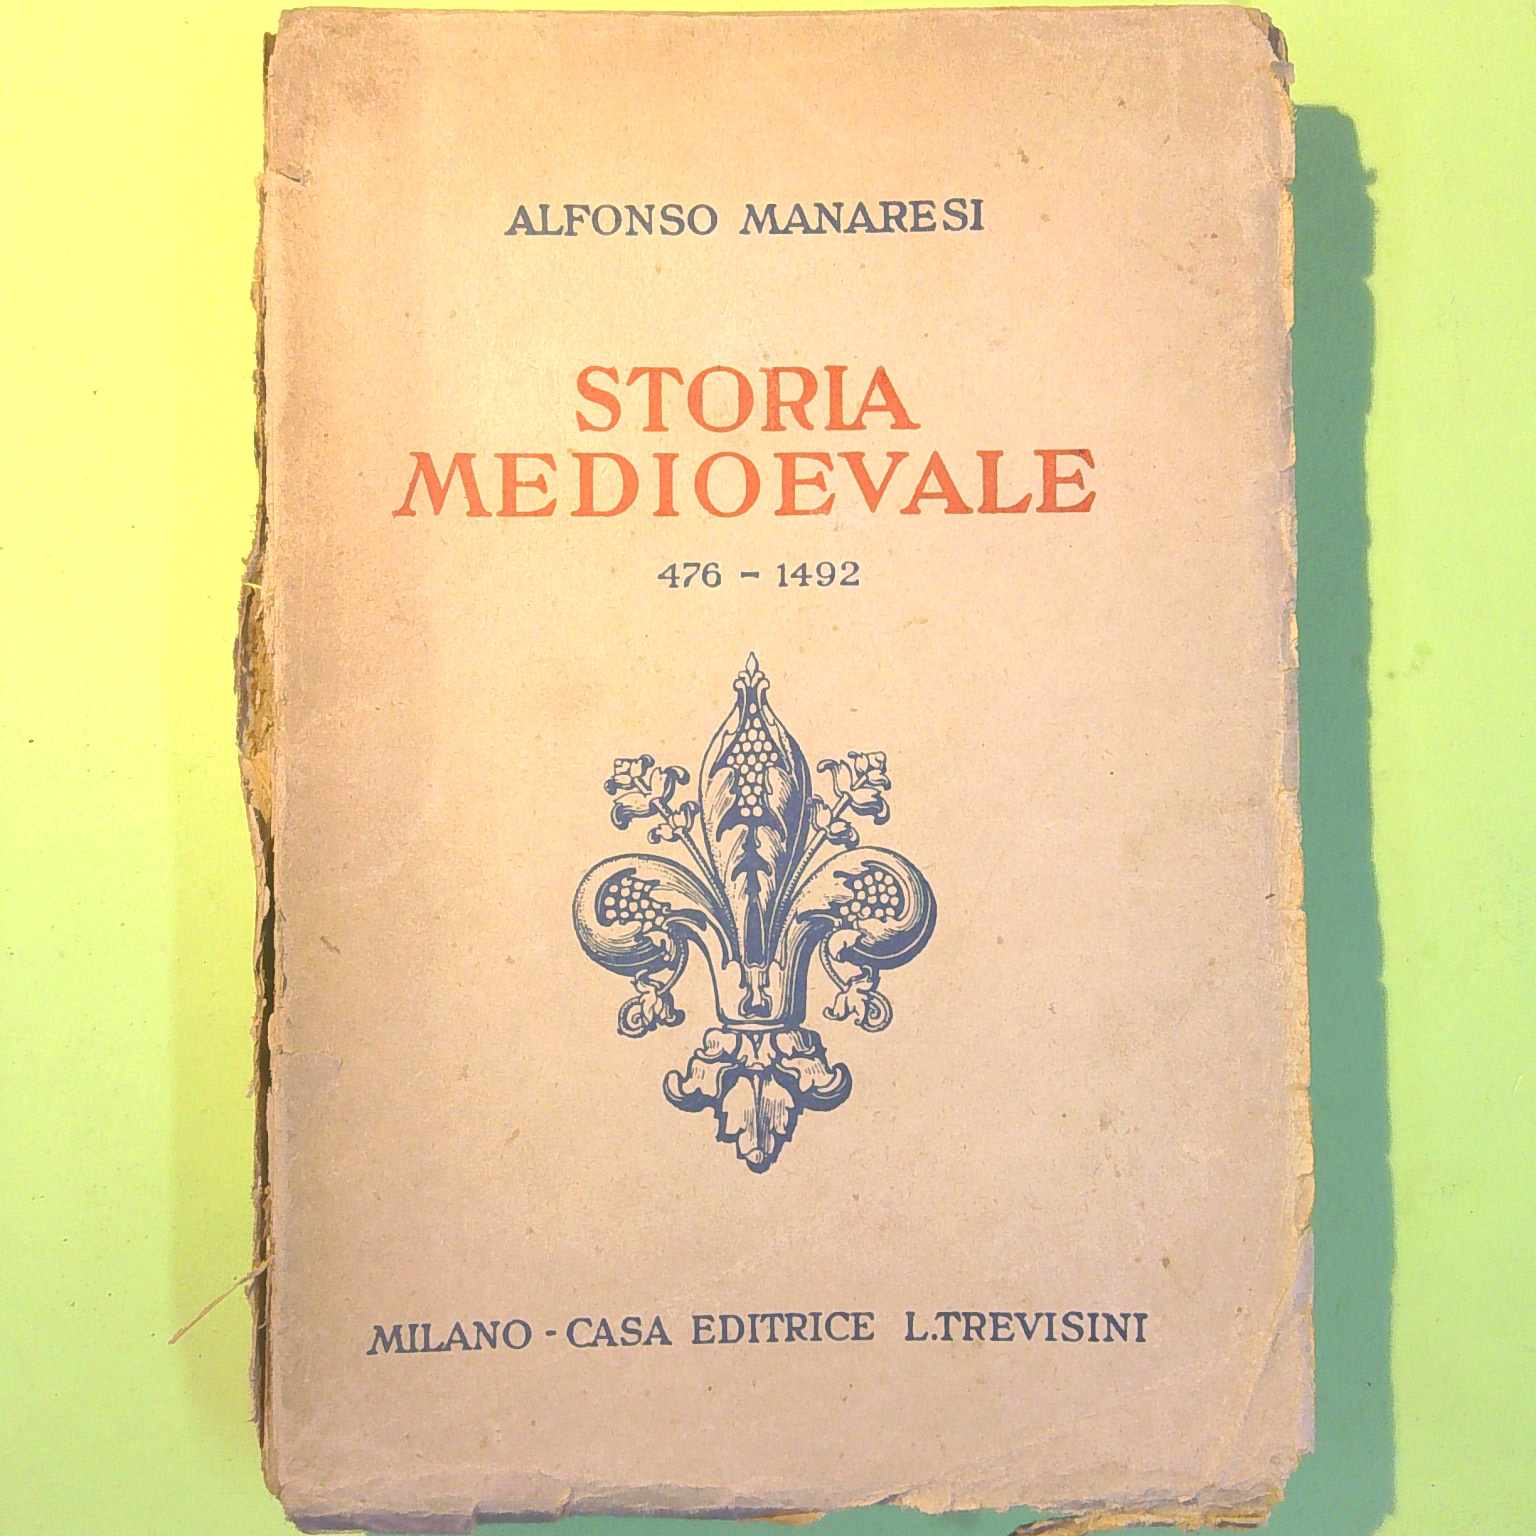 ALFONSO MANARESI
STORIA
MEDIOEVALE
476 - 1492
MILANO - CASA EDITRICE L.TREVISINI